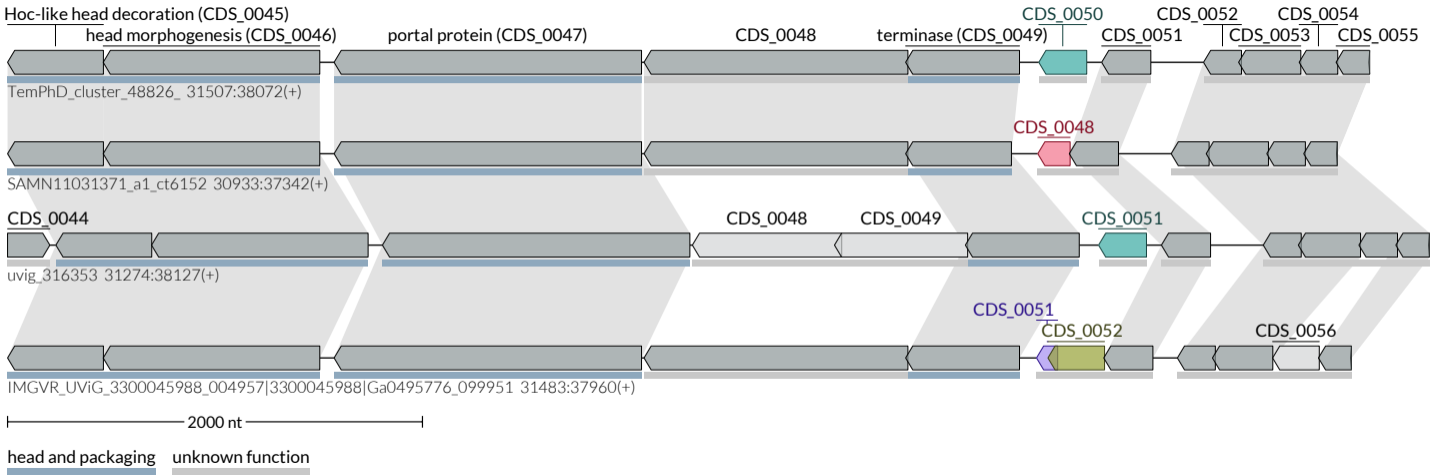 Hoc-like head decoration (CDS_0045) CDS_0050 CDS_0052 CDS_0054
head morphogenesis (CDS_0046) portal protein (CDS_0047) CDS_0048 terminase (CDS_0049) CDS_0051 CDS_0053 CDS_0055
TemPhD_cluster_48826_ 31507:38072(+)
CDS_0048
SAMN11031371_a1_ct6152 30933:37342(+)
CDS_0044 CDS_0048 CDS_0049 CDS_0051
uvig_316353 31274:38127(+)
CDS_0051
CDS_0052 CDS_0056
IMGVR_UViG_3300045988_004957|3300045988|Ga0495776_099951 31483:37960(+)
2000 nt
head and packaging unknown function